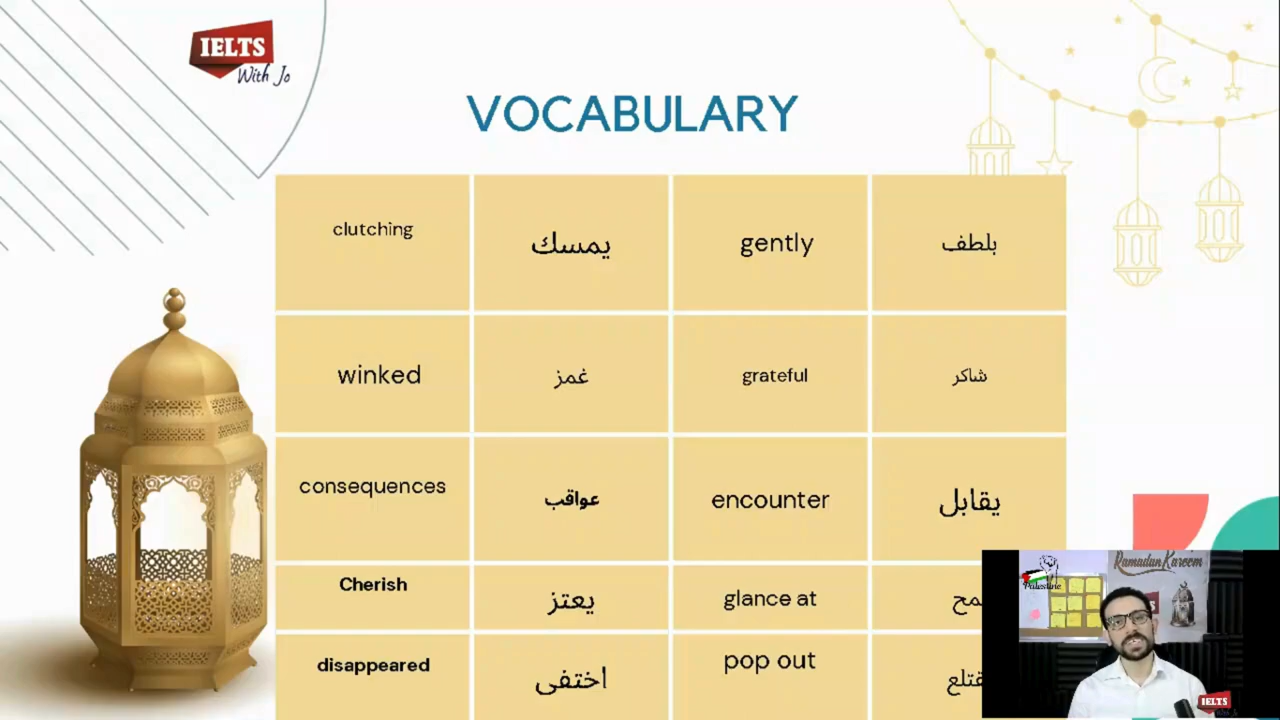 IELTS
With Jo
VOCABULARY
clutching
يمسك
gently
بلطف
winked
غمز
grateful
شاكر
consequences
عواقب
encounter
يقابل
Cherish
يعتز
glance at
disappeared
اختفى
pop out
Ramadan Kareem
Palestine
IELTS